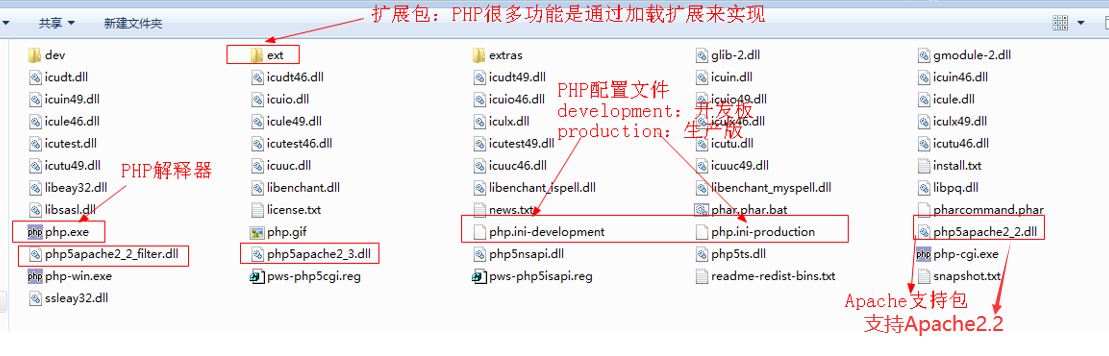 扩展包：PHP很多功能是通过加载扩展来实现
共享 新建文件夹
dev ext extras glib-2.dll gmodule-2.dll
icudt.dll icudt46.dll icudt49.dll icuin.dll icuin46.dll
icuin49.dll icuio.dll icuio46.dll icuio49.dll icule.dll
PHP配置文件
development：开发板
production：生产版
icule46.dll icule49.dll iculx.dll iculx46.dll iculx49.dll
icutest.dll icutest46.dll icutest49.dll icutu.dll icutu46.dll
icutu49.dll icuuc.dll icuuc46.dll icuuc49.dll install.txt
PHP解释器
libeay32.dll libenchant.dll libenchant_ispell.dll libenchant_myspell.dll libpq.dll
libsasl.dll license.txt news.txt phar.phar.bat pharcommand.phar
php php.exe php.gif php.ini-development php.ini-production php5apache2_2.dll
php5apache2_2_filter.dll php5apache2_3.dll php5nsapi.dll php5ts.dll php php-cgi.exe
php php-win.exe pws-php5cgi.reg pws-php5isapi.reg readme-redist-bins.txt snapshot.txt
ssleay32.dll
Apache支持包
支持Apache2.2